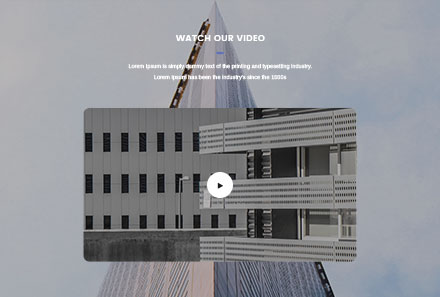 WATCH OUR VIDEO
Lorem Ipsum is simply dummy text of the printing and typesetting industry.
Lorem Ipsum has been the industry's since the 1500s